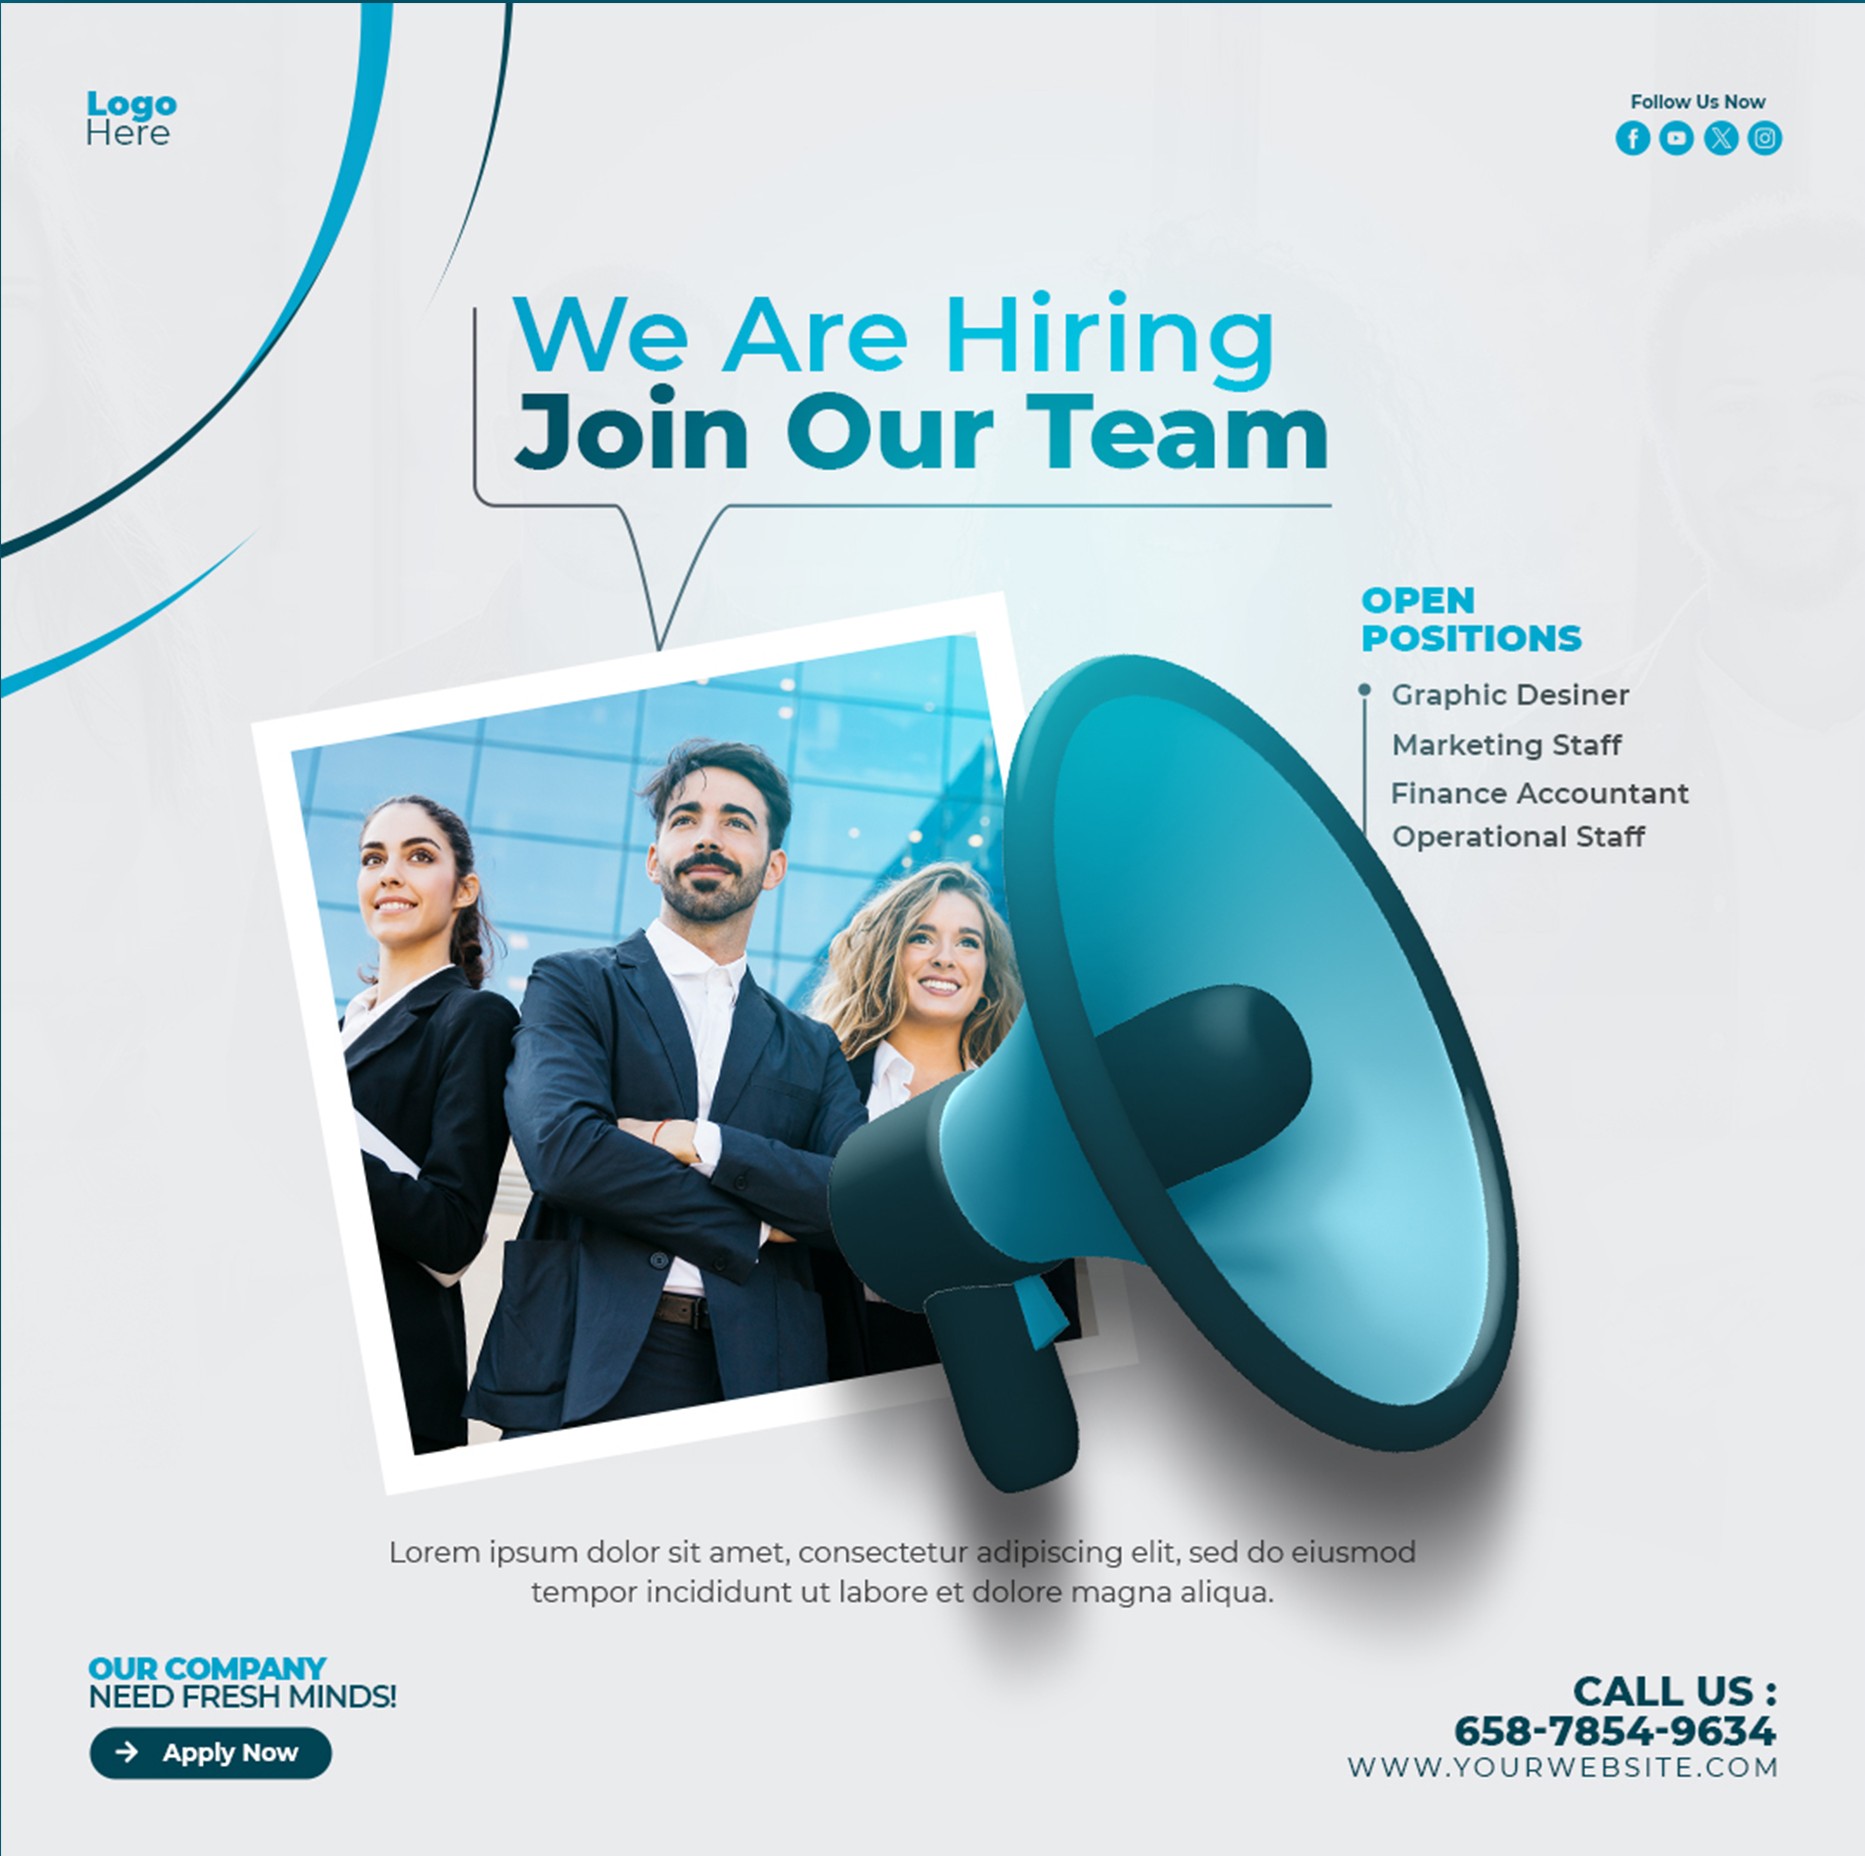 Logo
Here
Follow Us Now
We Are Hiring
Join Our Team
OPEN
POSITIONS
Graphic Desiner
Marketing Staff
Finance Accountant
Operational Staff
Lorem ipsum dolor sit amet, consectetur adipiscing elit, sed do eiusmod
tempor incididunt ut labore et dolore magna aliqua.
OUR COMPANY
NEED FRESH MINDS!
Apply Now
CALL US :
658-7854-9634
WWW.YOURWEBSITE.COM